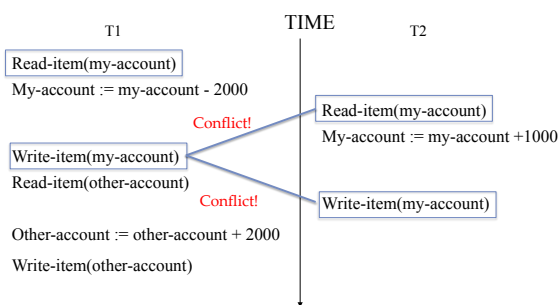 TIME
T1
T2
Read-item(my-account)
My-account := my-account - 2000
Read-item(my-account)
Conflict!
My-account := my-account +1000
Write-item(my-account)
Read-item(other-account)
Conflict!
Write-item(my-account)
Other-account := other-account + 2000
Write-item(other-account)